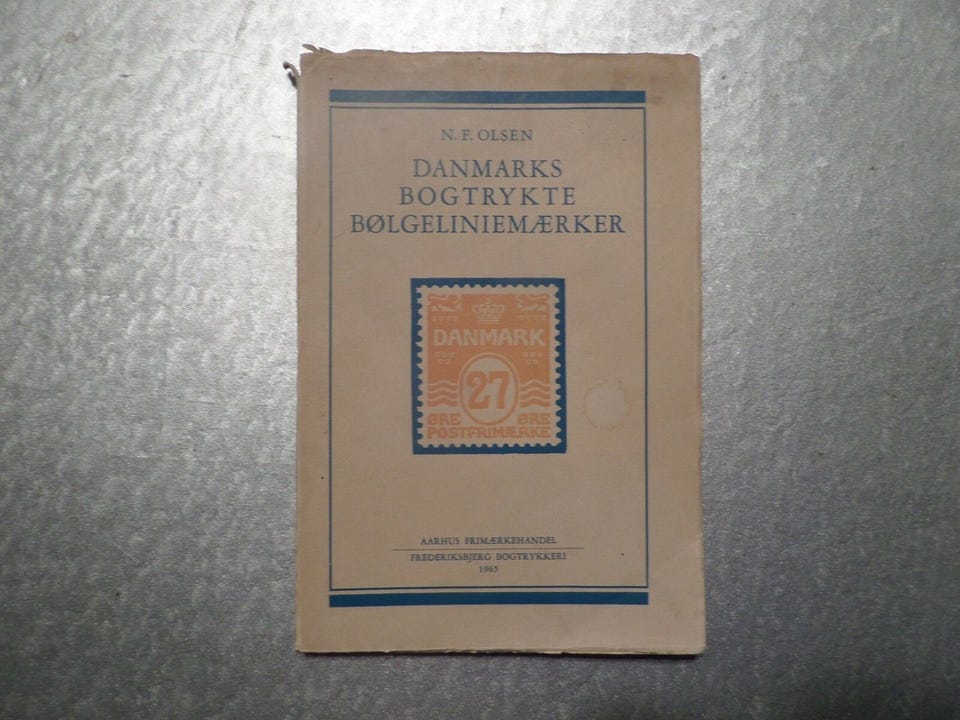 N. F. OLSEN
DANMARKS
BOGTRYKTE
BØLGELINIEMÆRKER
DANMARK
27
ØRE ØRE
POSTFRIMÆRKE
AARHUS FRIMÆRKEHANDEL
FREDERIKSBJERG BOGTRYKKERI
1965